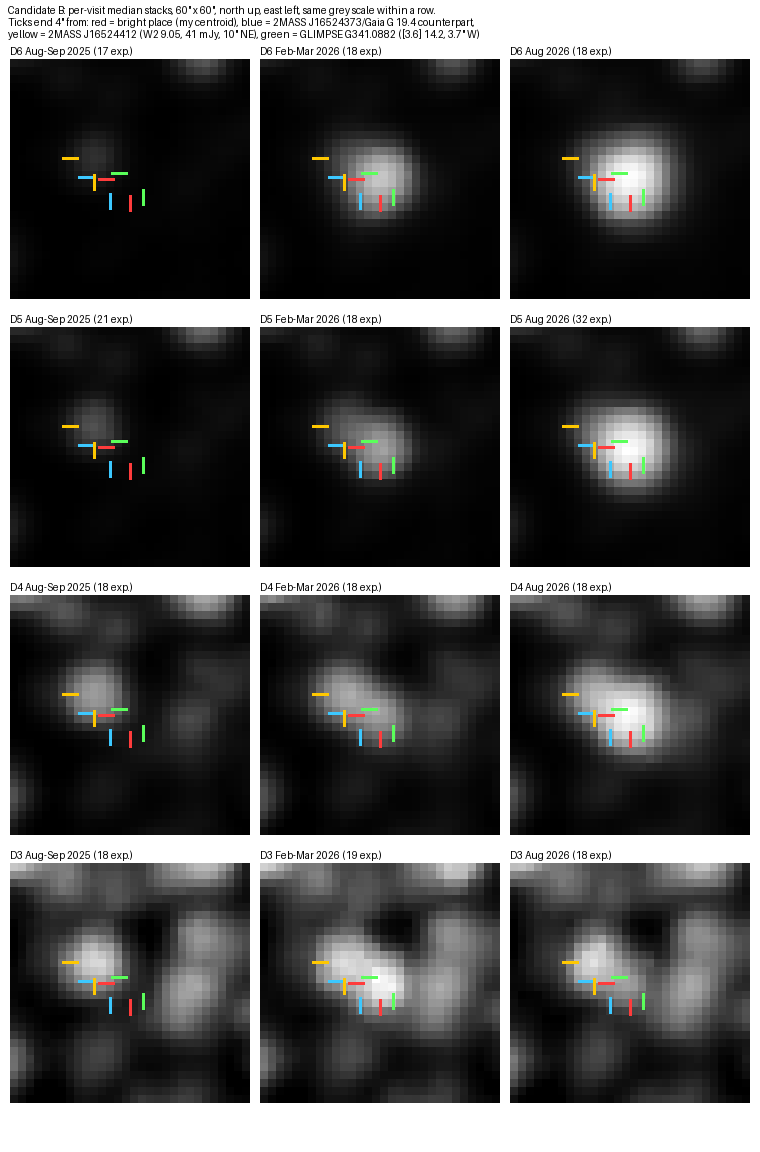 Candidate B: per-visit median stacks, 60" x 60", north up, east left, same grey scale within a row.
Ticks end 4" from: red = bright place (my centroid), blue = 2MASS J16524373/Gaia G 19.4 counterpart,
yellow = 2MASS J16524412 (W2 9.05, 41 mJy, 10" NE), green = GLIMPSE G341.0882 ([3.6] 14.2, 3.7" W)
D6 Aug-Sep 2025 (17 exp.) D6 Feb-Mar 2026 (18 exp.) D6 Aug 2026 (18 exp.)
D5 Aug-Sep 2025 (21 exp.) D5 Feb-Mar 2026 (18 exp.) D5 Aug 2026 (32 exp.)
D4 Aug-Sep 2025 (18 exp.) D4 Feb-Mar 2026 (18 exp.) D4 Aug 2026 (18 exp.)
D3 Aug-Sep 2025 (18 exp.) D3 Feb-Mar 2026 (19 exp.) D3 Aug 2026 (18 exp.)